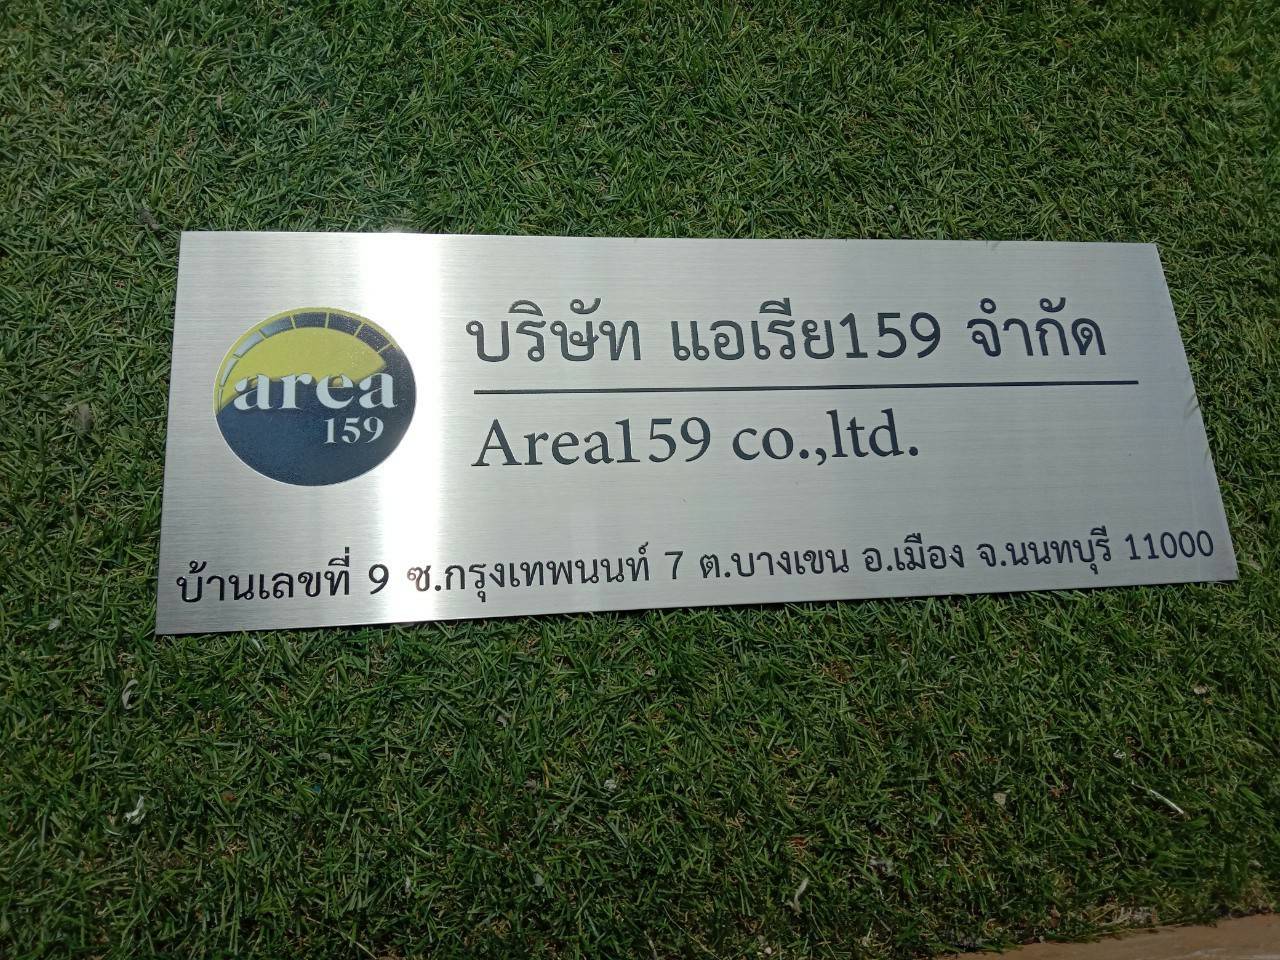 area
159
บริษัท แอเรีย159 จำกัด
Area159 co.,ltd.
บ้านเลขที่ 9 ซ.กรุงเทพนนท์ 7 ต.บางเขน อ.เมือง จ.นนทบุรี 11000